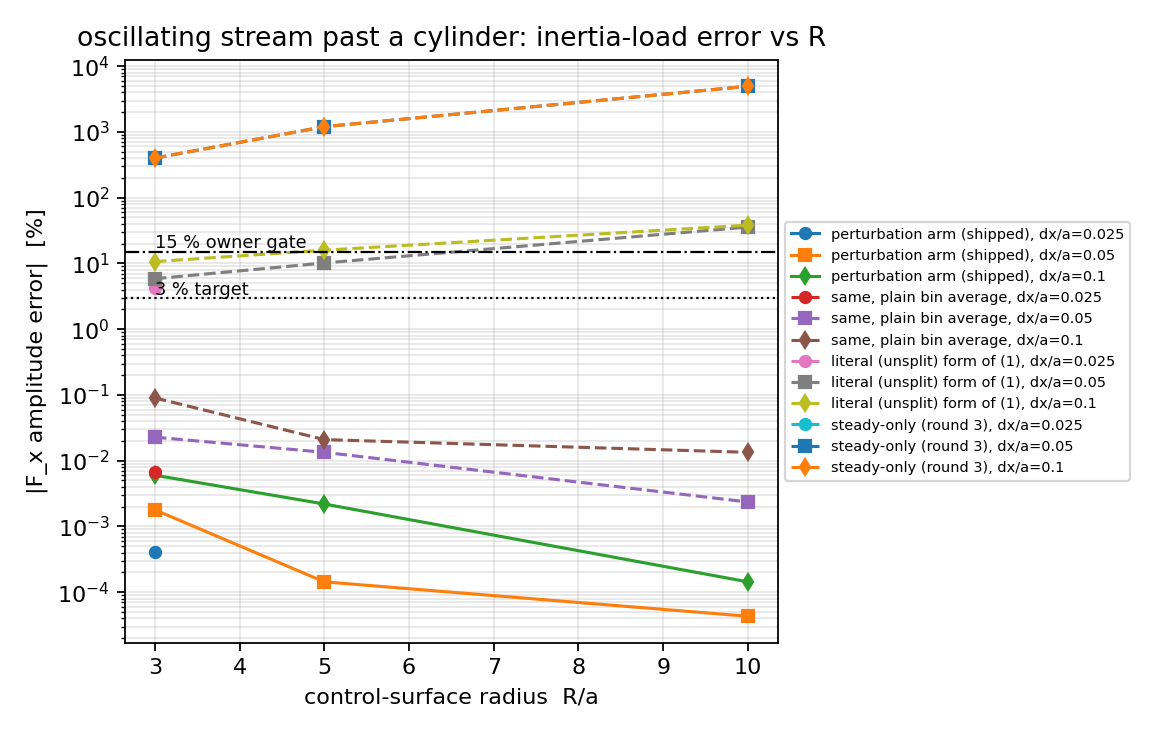 oscillating stream past a cylinder: inertia-load error vs R
|F_x amplitude error| [%]
10^4
10^3
10^2
10^1
10^0
10^-1
10^-2
10^-3
10^-4
15 % owner gate
3 % target
3
4
5
6
7
8
9
10
control-surface radius R/a
perturbation arm (shipped), dx/a=0.025
perturbation arm (shipped), dx/a=0.05
perturbation arm (shipped), dx/a=0.1
same, plain bin average, dx/a=0.025
same, plain bin average, dx/a=0.05
same, plain bin average, dx/a=0.1
literal (unsplit) form of (1), dx/a=0.025
literal (unsplit) form of (1), dx/a=0.05
literal (unsplit) form of (1), dx/a=0.1
steady-only (round 3), dx/a=0.025
steady-only (round 3), dx/a=0.05
steady-only (round 3), dx/a=0.1